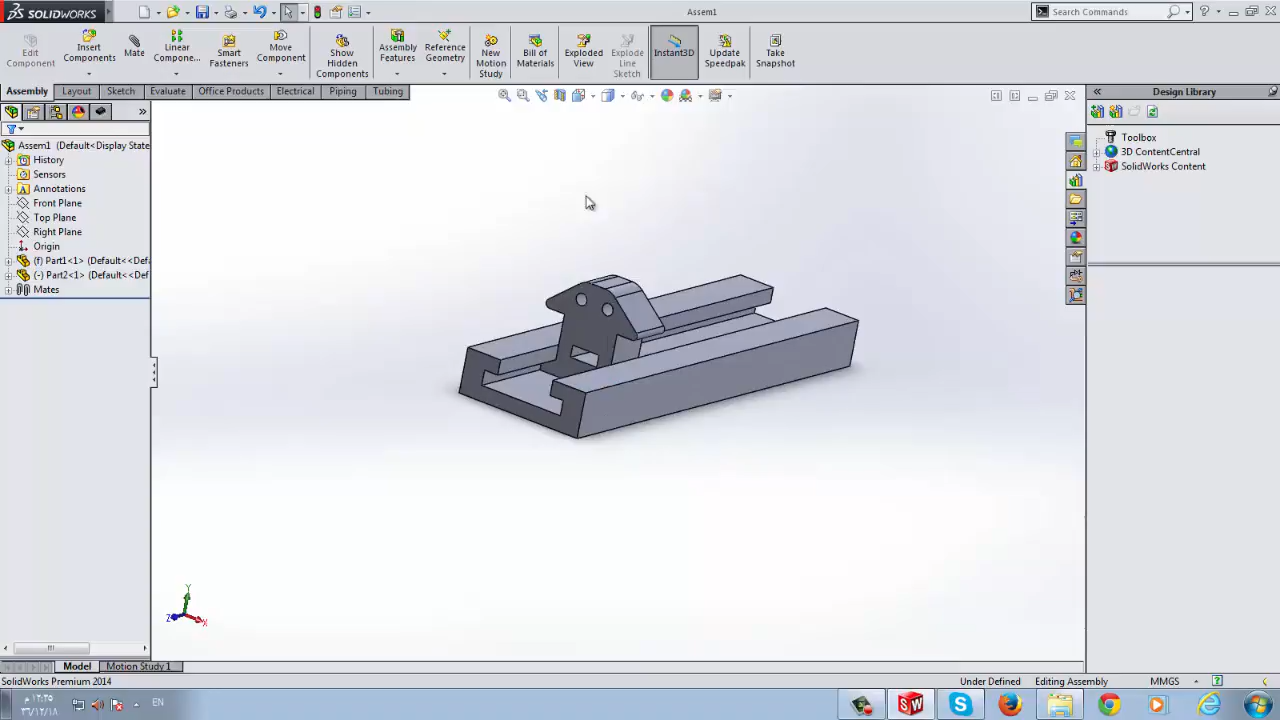 SOLIDWORKS
Assem1
Search Commands
Edit Component
Insert Components
Mate
Linear Compone...
Smart Fasteners
Move Component
Show Hidden Components
Assembly Features
Reference Geometry
New Motion Study
Bill of Materials
Exploded View
Explode Line Sketch
Instant3D
Update Speedpak
Take Snapshot
Assembly
Layout
Sketch
Evaluate
Office Products
Electrical
Piping
Tubing
Design Library
Assem1 (Default<Display State
History
Sensors
Annotations
Front Plane
Top Plane
Right Plane
Origin
(f) Part1<1> (Default<<Def
(-) Part2<1> (Default<<Def
Mates
Toolbox
3D ContentCentral
SolidWorks Content
Y
Z
X
Model
Motion Study 1
SolidWorks Premium 2014
Under Defined
Editing Assembly
MMGS
EN